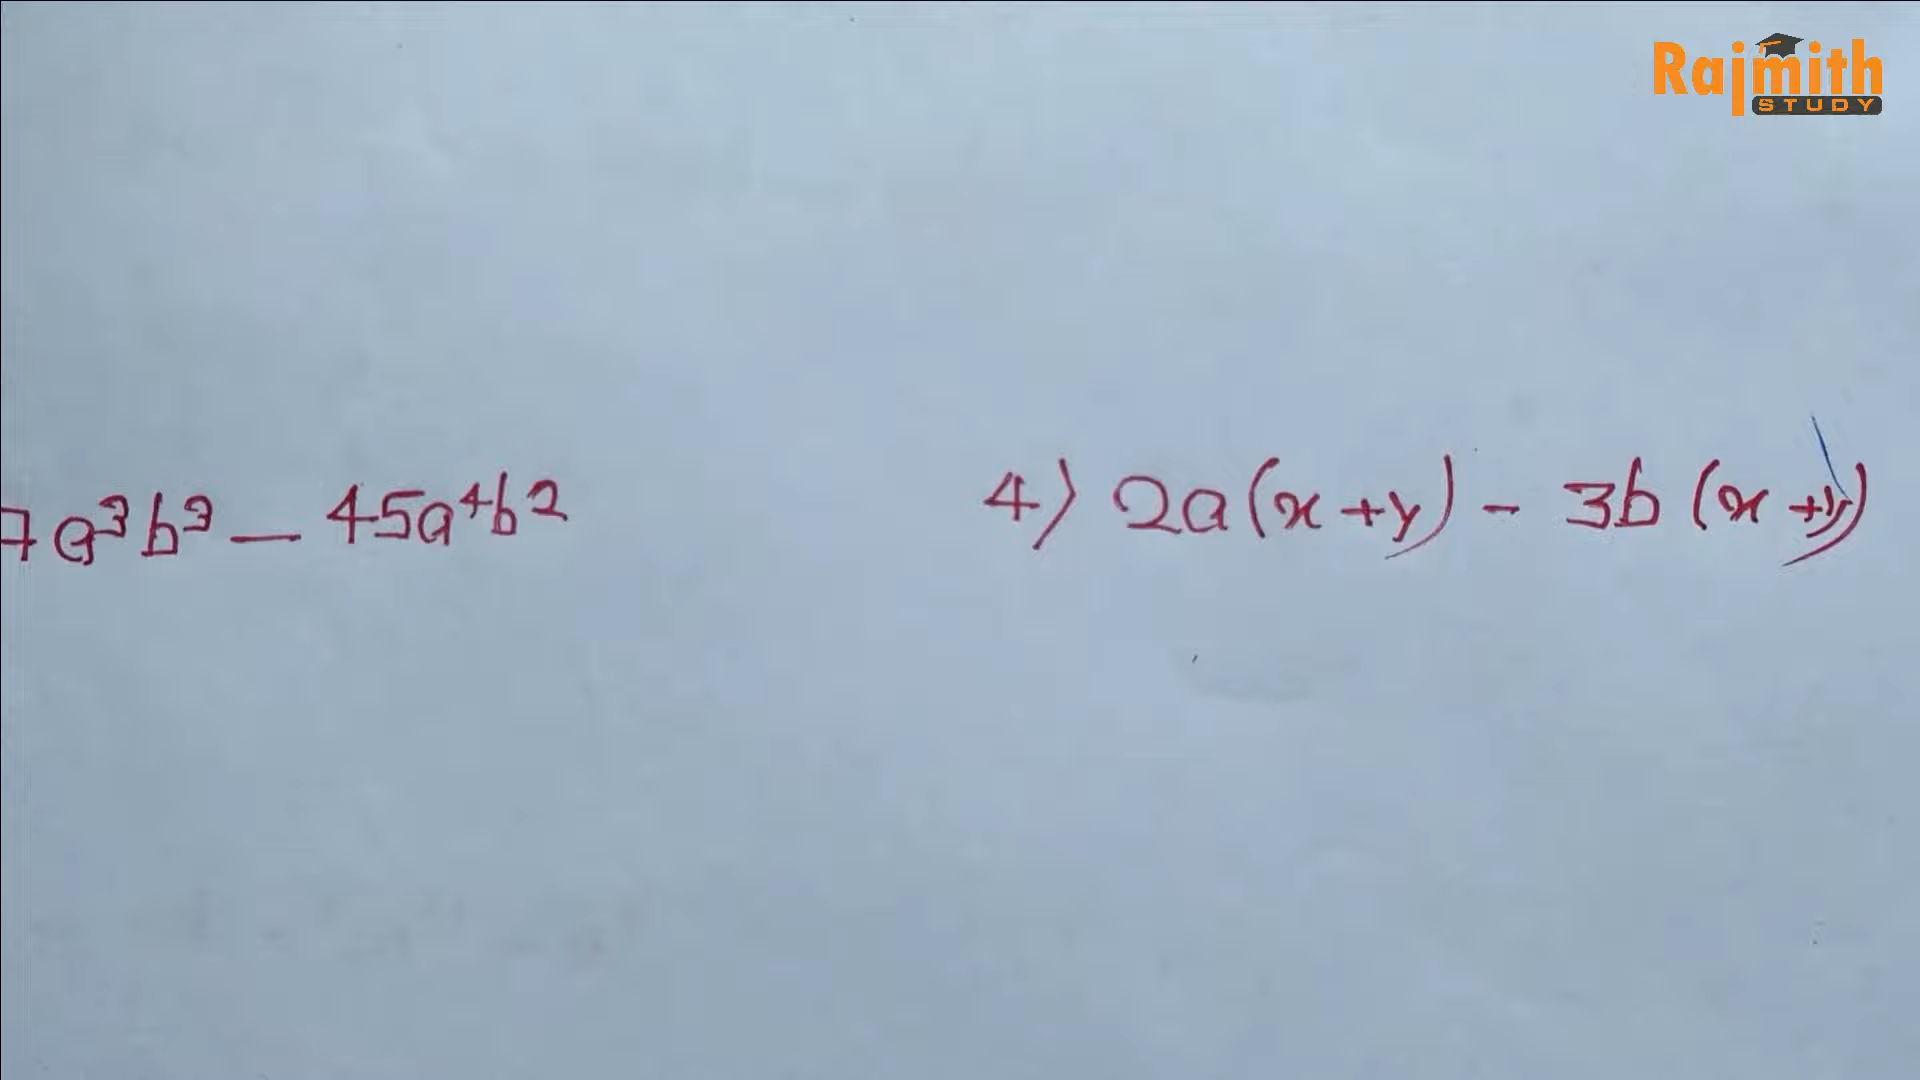 Rajmith
STUDY
7a³b³ – 45a⁴b²
4) 2a(x+y) - 3b(x+y)